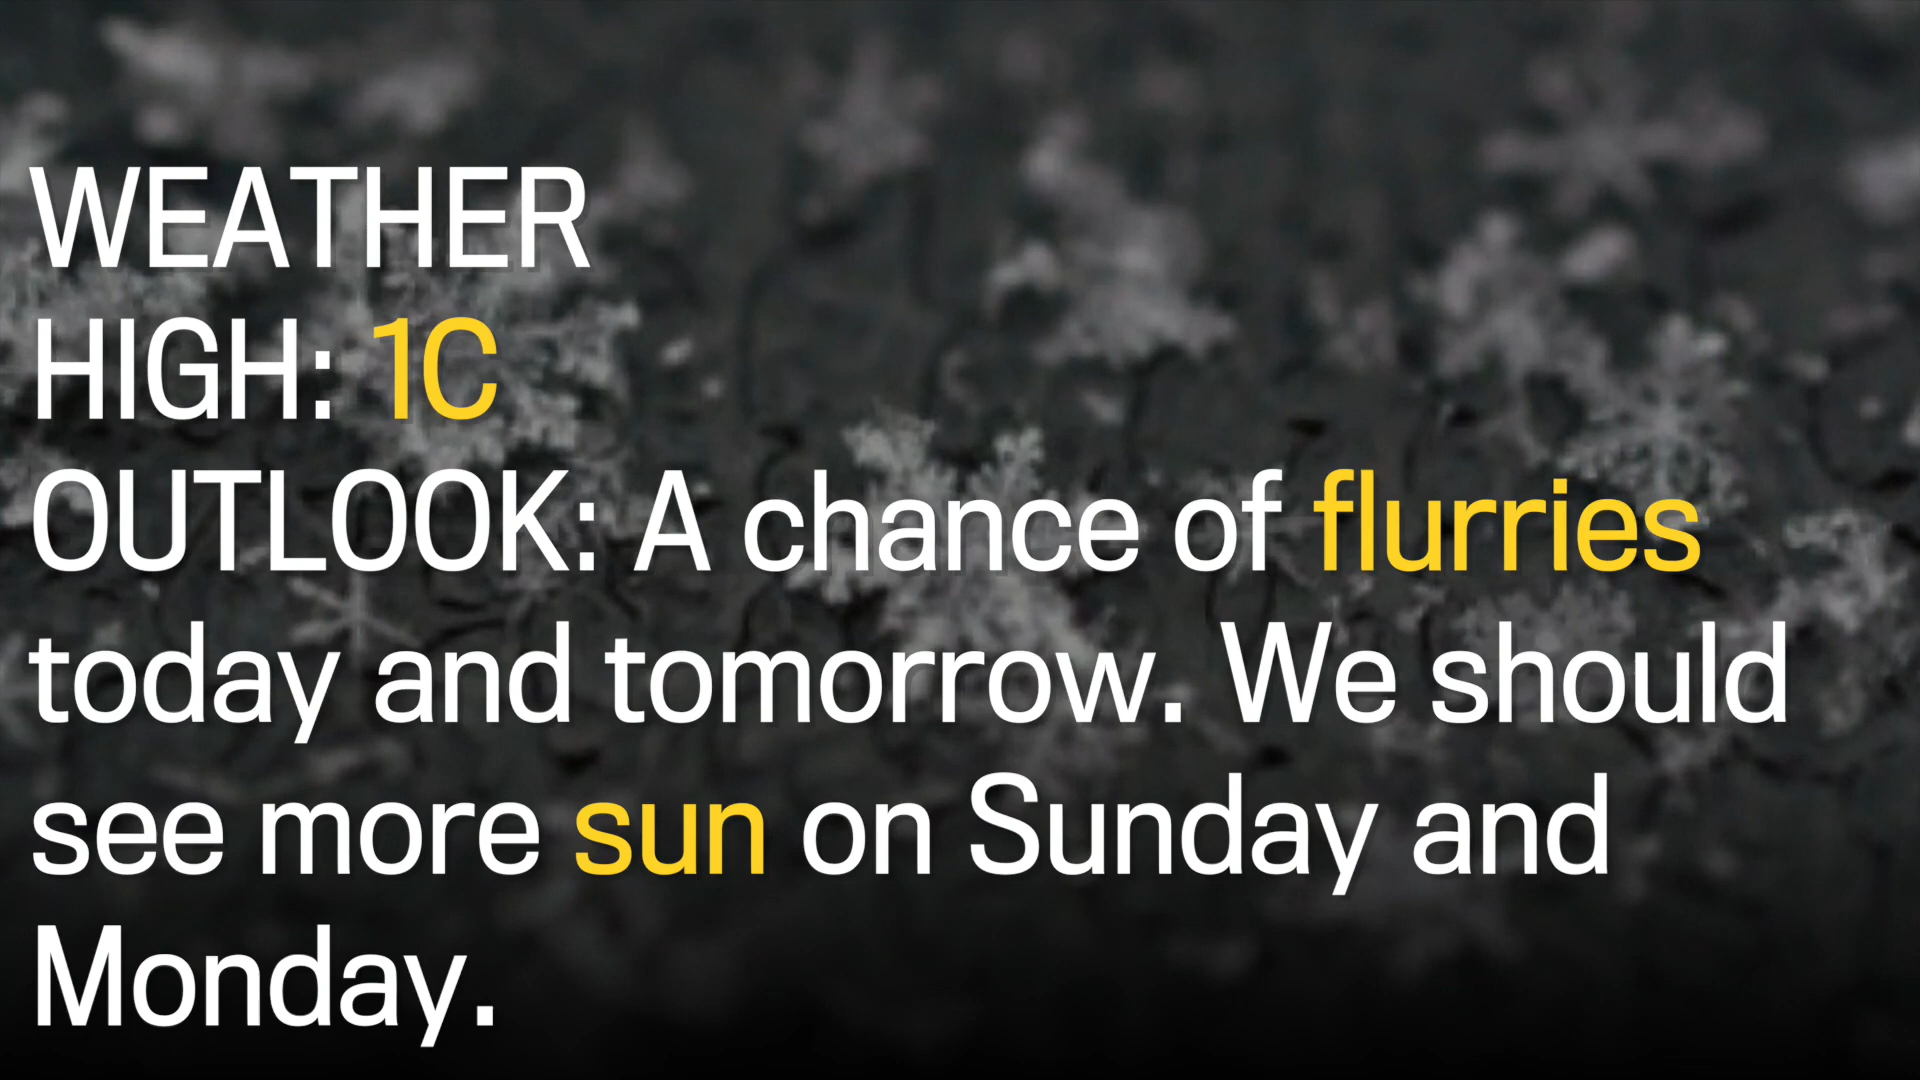 WEATHER
HIGH: 1C
OUTLOOK: A chance of flurries
today and tomorrow. We should
see more sun on Sunday and
Monday.